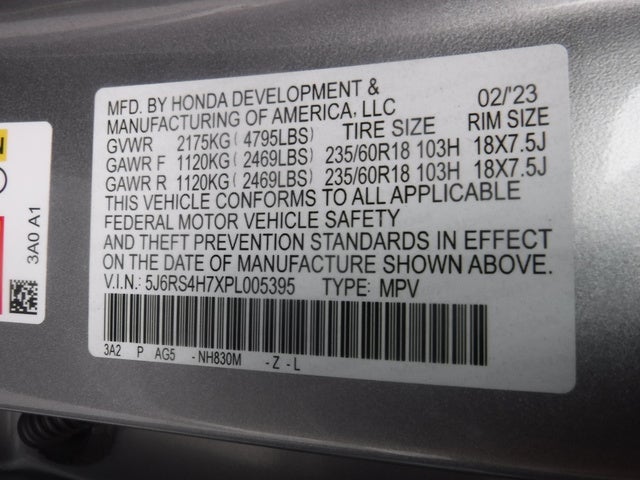 MFD. BY HONDA DEVELOPMENT &
MANUFACTURING OF AMERICA, LLC 02/'23
GVWR 2175KG ( 4795LBS) TIRE SIZE RIM SIZE
GAWR F 1120KG ( 2469LBS) 235/60R18 103H 18X7.5J
GAWR R 1120KG ( 2469LBS) 235/60R18 103H 18X7.5J
THIS VEHICLE CONFORMS TO ALL APPLICABLE
FEDERAL MOTOR VEHICLE SAFETY
AND THEFT PREVENTION STANDARDS IN EFFECT
ON THE DATE OF MANUFACTURE SHOWN ABOVE.
V.I.N.: 5J6RS4H7XPL005395 TYPE: MPV
3A2 P AG5 -NH830M -Z-L
3A0 A1